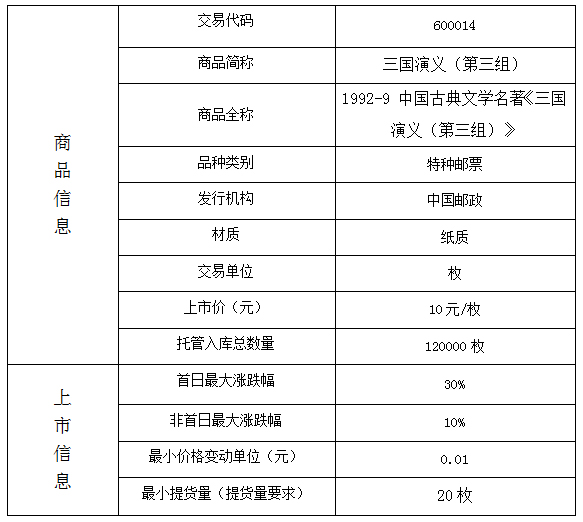 商品信息
交易代码 600014
商品简称 三国演义（第三组）
商品全称 1992-9 中国古典文学名著《三国
演义（第三组）》
品种类别 特种邮票
发行机构 中国邮政
材质 纸质
交易单位 枚
上市价（元） 10元/枚
托管入库总数量 120000 枚
上市信息
首日最大涨跌幅 30%
非首日最大涨跌幅 10%
最小价格变动单位（元） 0.01
最小提货量（提货量要求） 20 枚